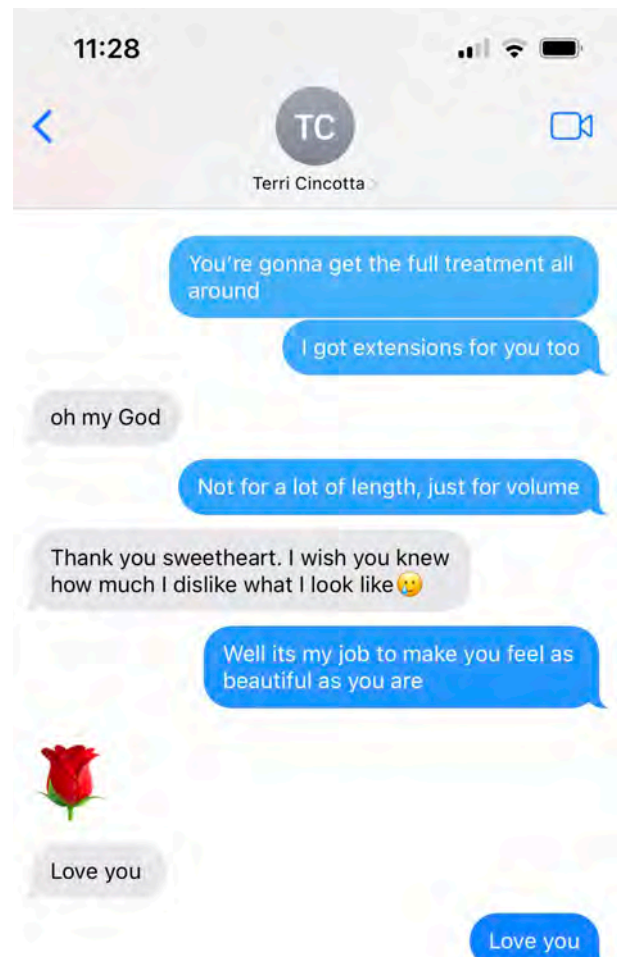 11:28
TC
Terri Cincotta
You're gonna get the full treatment all
around
I got extensions for you too
oh my God
Not for a lot of length, just for volume
Thank you sweetheart. I wish you knew
how much I dislike what I look like🥲
Well its my job to make you feel as
beautiful as you are
🌹
Love you
Love you